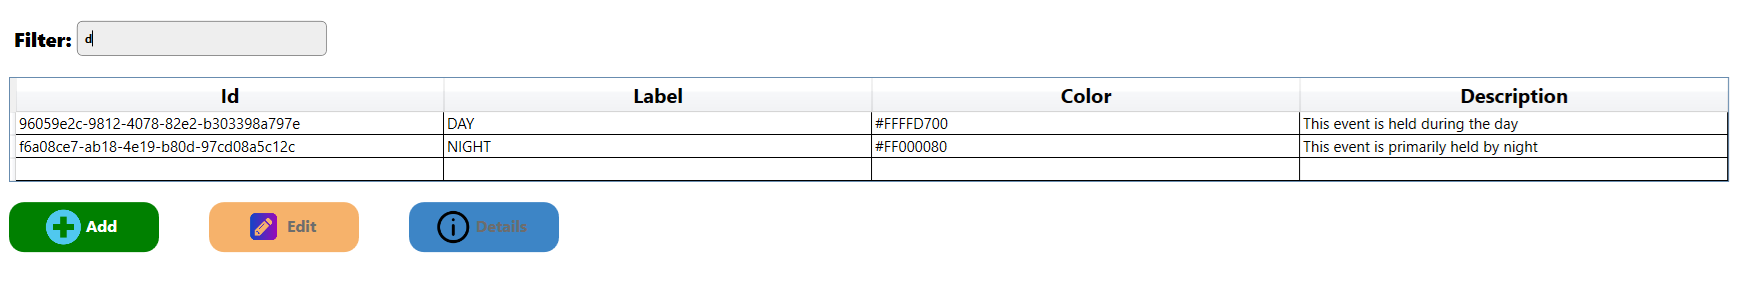 Filter: d
Id Label Color Description
96059e2c-9812-4078-82e2-b303398a797e DAY #FFFFD700 This event is held during the day
f6a08ce7-ab18-4e19-b80d-97cd08a5c12c NIGHT #FF000080 This event is primarily held by night
Add Edit Details